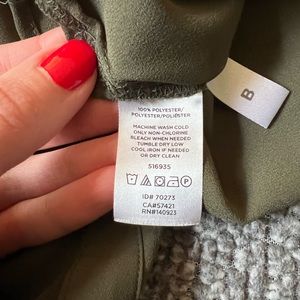 100% POLYESTER/
POLYESTER/POLIÉSTER
MACHINE WASH COLD
ONLY NON-CHLORINE
BLEACH WHEN NEEDED
TUMBLE DRY LOW
COOL IRON IF NEEDED
OR DRY CLEAN
516935
ID# 70273
CA#57421
RN#140923
B